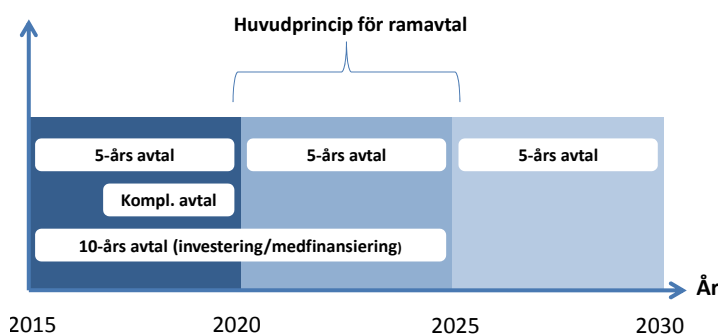 Huvudprincip för ramavtal
5-års avtal
5-års avtal
5-års avtal
Kompl. avtal
10-års avtal (investering/medfinansiering)
År
2015
2020
2025
2030